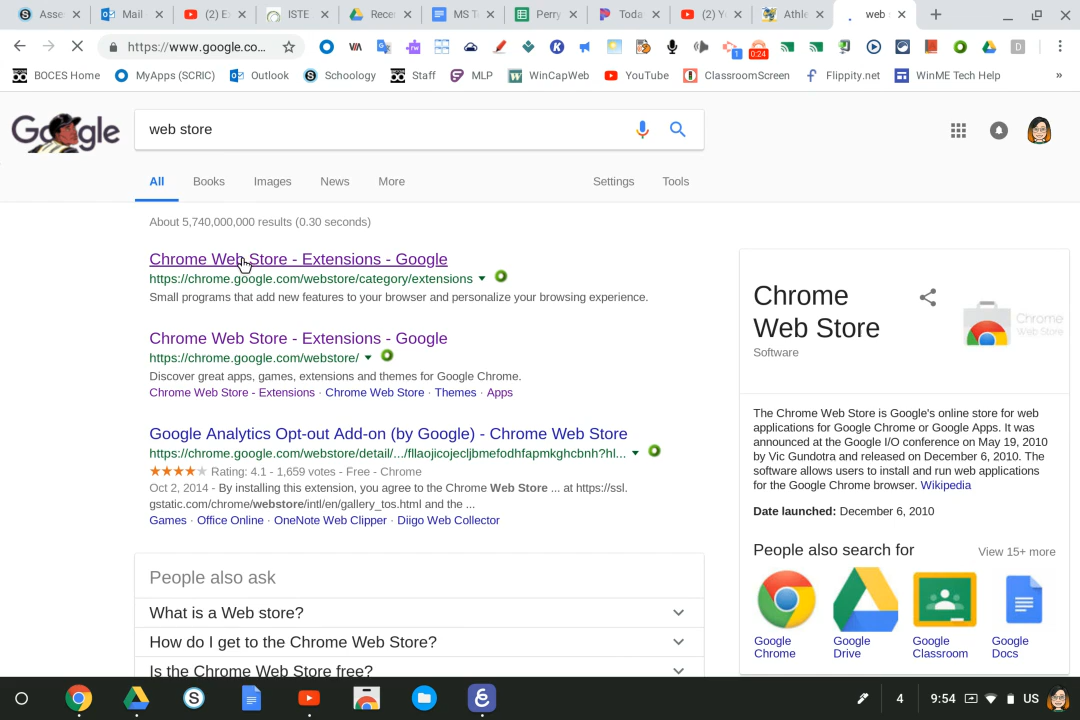 Asses
Mail
(2) E
ISTE
Rece
MS T
Perry
Toda
(2) Y
Athle
web s
https://www.google.co...
VIA
0:24
BOCES Home
MyApps (SCRIC)
Outlook
Schoology
Staff
MLP
WinCapWeb
YouTube
ClassroomScreen
Flippity.net
WinME Tech Help
»
Google
web store
All
Books
Images
News
More
Settings
Tools
About 5,740,000,000 results (0.30 seconds)
Chrome Web Store - Extensions - Google
https://chrome.google.com/webstore/category/extensions
Small programs that add new features to your browser and personalize your browsing experience.
Chrome Web Store - Extensions - Google
https://chrome.google.com/webstore/
Discover great apps, games, extensions and themes for Google Chrome.
Chrome Web Store - Extensions · Chrome Web Store · Themes · Apps
Google Analytics Opt-out Add-on (by Google) - Chrome Web Store
https://chrome.google.com/webstore/detail/.../fllaojicojecljbmefodhfapmkghcbnh?hl...
Rating: 4.1 - 1,659 votes - Free - Chrome
Oct 2, 2014 - By installing this extension, you agree to the Chrome Web Store ... at https://ssl.
gstatic.com/chrome/webstore/intl/en/gallery_tos.html and the ...
Games · Office Online · OneNote Web Clipper · Diigo Web Collector
People also ask
What is a Web store?
How do I get to the Chrome Web Store?
Is the Chrome Web Store free?
Chrome
Web Store
Software
Chrome
Web Store
The Chrome Web Store is Google's online store for web
applications for Google Chrome or Google Apps. It was
announced at the Google I/O conference on May 19, 2010
by Vic Gundotra and released on December 6, 2010. The
software allows users to install and run web applications
for the Google Chrome browser. Wikipedia
Date launched: December 6, 2010
People also search for
View 15+ more
Google
Chrome
Google
Drive
Google
Classroom
Google
Docs
4
9:54
US